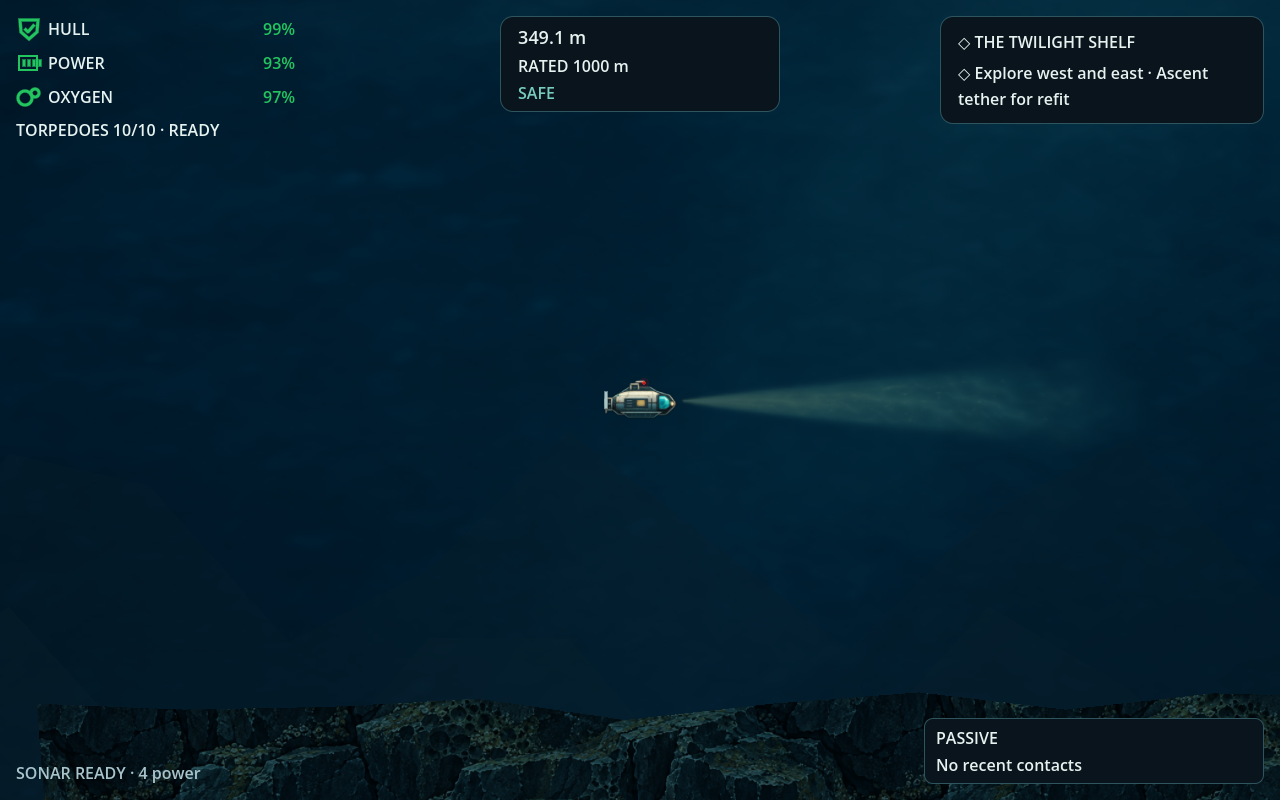 HULL 99%
POWER 93%
OXYGEN 97%
TORPEDOES 10/10 · READY
349.1 m
RATED 1000 m
SAFE
◇ THE TWILIGHT SHELF
◇ Explore west and east · Ascent
tether for refit
SONAR READY · 4 power
PASSIVE
No recent contacts